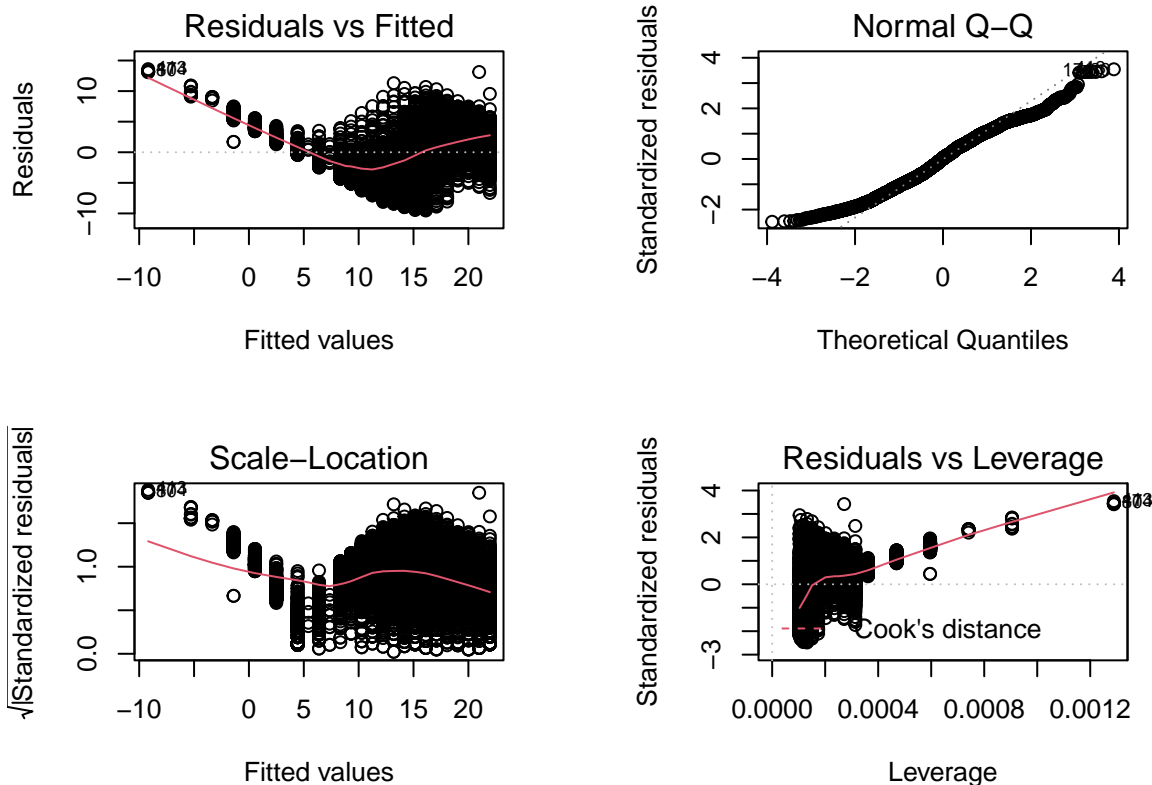 Residuals vs Fitted
Residuals
10
0
−10
−10 0 5 10 15 20
Fitted values
Normal Q−Q
Standardized residuals
4
2
0
−2
−4 −2 0 2 4
Theoretical Quantiles
Scale−Location
√|Standardized residuals|
1.0
0.0
−10 0 5 10 15 20
Fitted values
Residuals vs Leverage
Standardized residuals
4
2
0
−3
Cook's distance
0.0000 0.0004 0.0008 0.0012
Leverage